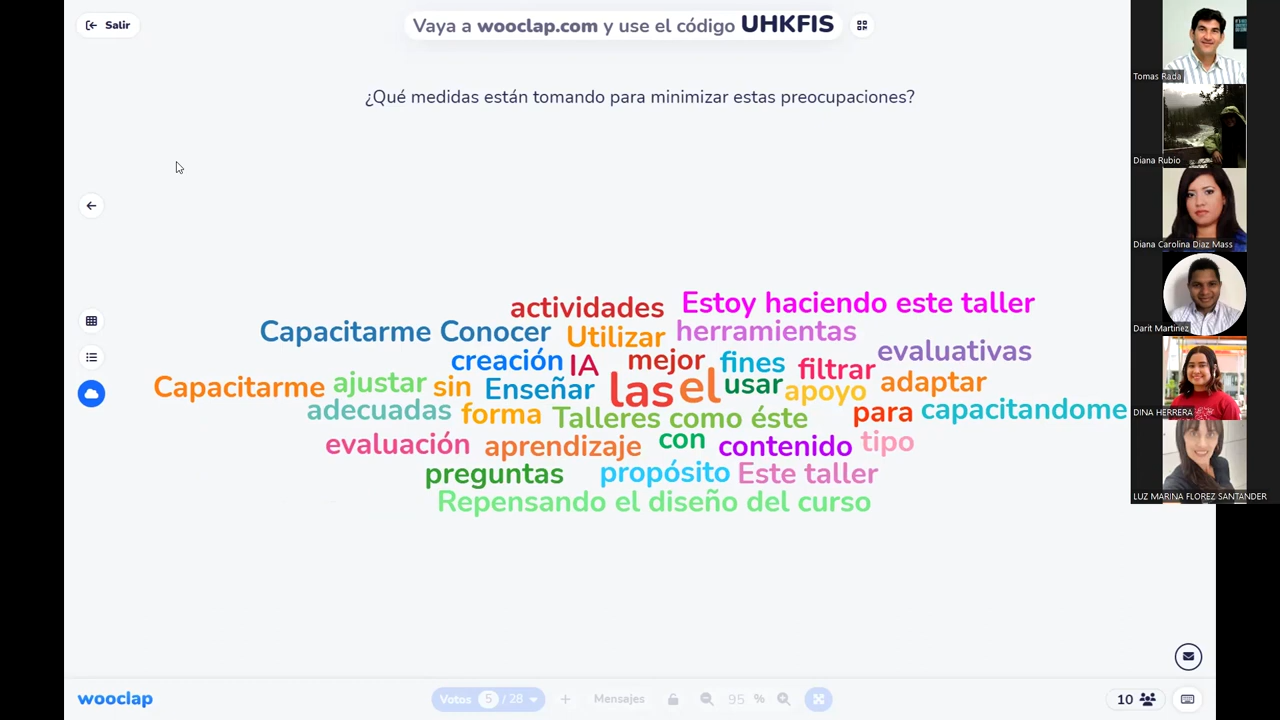 Salir
Vaya a wooclap.com y use el código UHKFIS
¿Qué medidas están tomando para minimizar estas preocupaciones?
actividades Estoy haciendo este taller
Capacitarme Conocer Utilizar herramientas
creación IA mejor fines filtrar evaluativas
Capacitarme ajustar sin Enseñar las el usar apoyo adaptar
adecuadas forma Talleres como éste para capacitandome
evaluación aprendizaje con contenido tipo
preguntas propósito Este taller
Repensando el diseño del curso
Tomas Rada
Diana Rubio
Diana Carolina Diaz Mass
Darit Martinez
DINA HERRERA
LUZ MARINA FLOREZ SANTANDER
wooclap
Votos 5 / 28
Mensajes
95 %
10